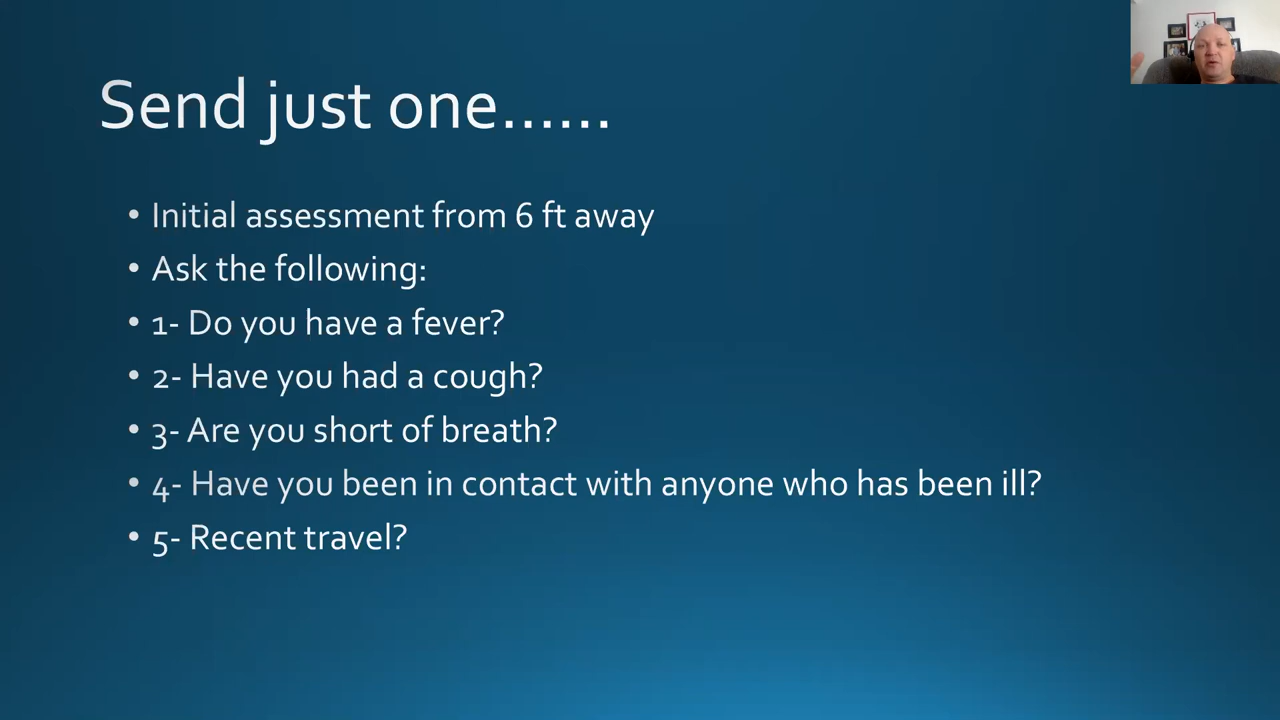 Send just one......
• Initial assessment from 6 ft away
• Ask the following:
• 1- Do you have a fever?
• 2- Have you had a cough?
• 3- Are you short of breath?
• 4- Have you been in contact with anyone who has been ill?
• 5- Recent travel?